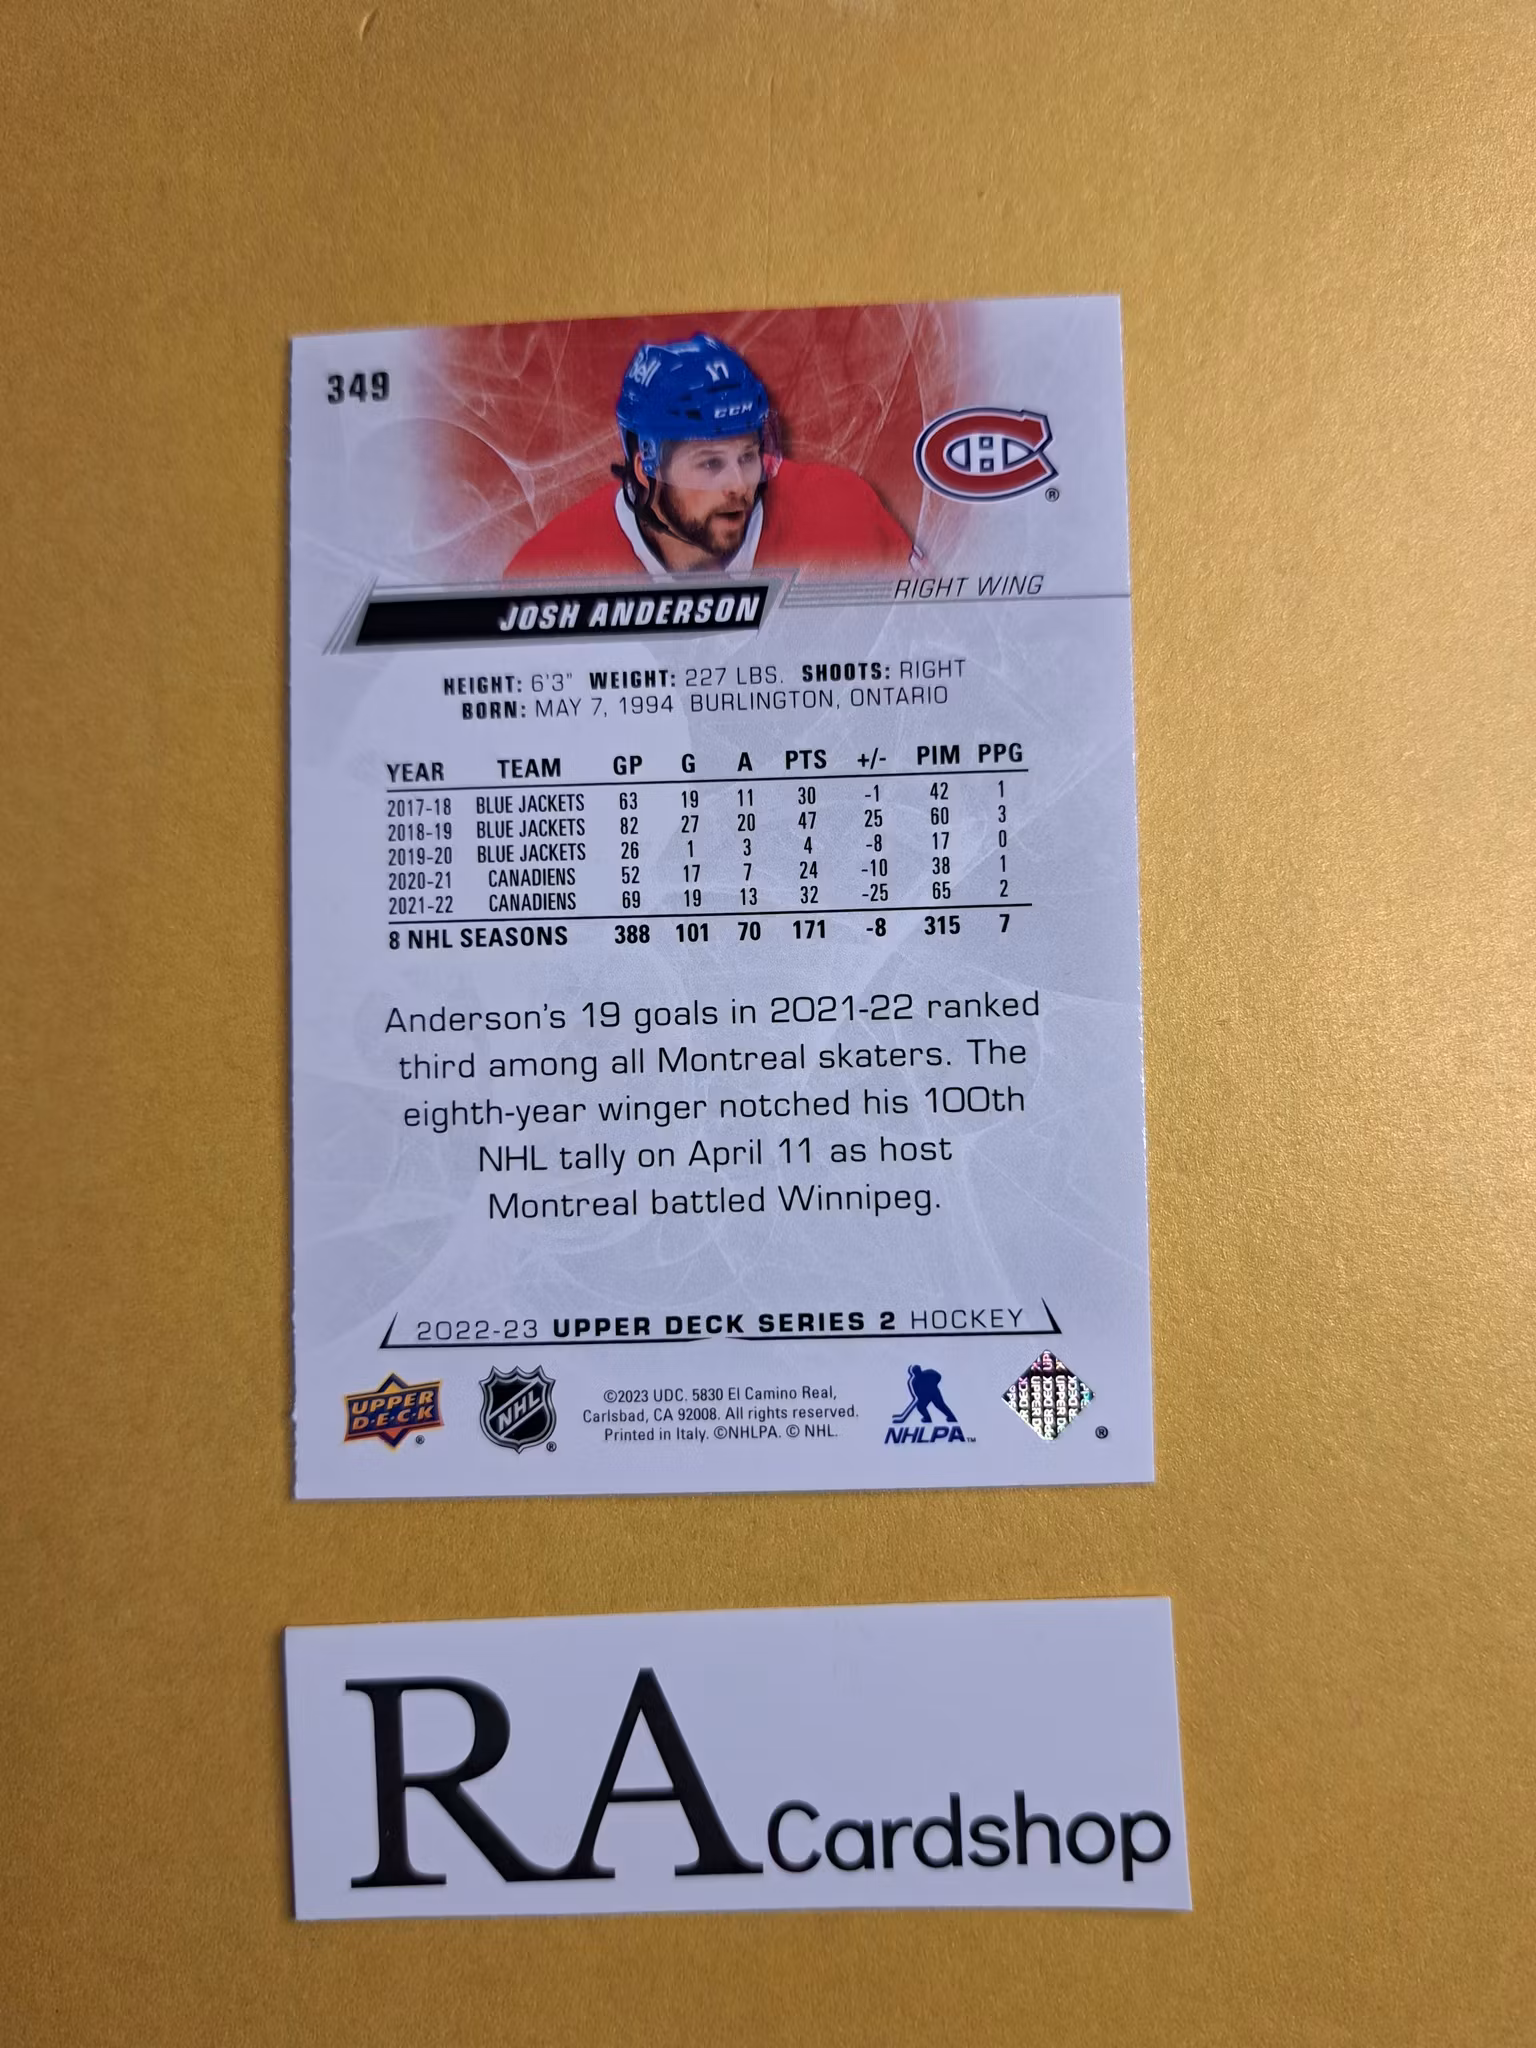 349
Bell 17
CCM
CH ®
RIGHT WING
JOSH ANDERSON
HEIGHT: 6'3" WEIGHT: 227 LBS. SHOOTS: RIGHT
BORN: MAY 7, 1994 BURLINGTON, ONTARIO
YEAR TEAM GP G A PTS +/- PIM PPG
2017-18 BLUE JACKETS 63 19 11 30 -1 42 1
2018-19 BLUE JACKETS 82 27 20 47 25 60 3
2019-20 BLUE JACKETS 26 1 3 4 -8 17 0
2020-21 CANADIENS 52 17 7 24 -10 38 1
2021-22 CANADIENS 69 19 13 32 -25 65 2
8 NHL SEASONS 388 101 70 171 -8 315 7
Anderson's 19 goals in 2021-22 ranked
third among all Montreal skaters. The
eighth-year winger notched his 100th
NHL tally on April 11 as host
Montreal battled Winnipeg.
2022-23 UPPER DECK SERIES 2 HOCKEY
UPPER
D·E·C·K ®
NHL ®
©2023 UDC. 5830 El Camino Real,
Carlsbad, CA 92008. All rights reserved.
Printed in Italy. ©NHLPA. © NHL.
NHLPA™
UPPER DECK ®
RA Cardshop